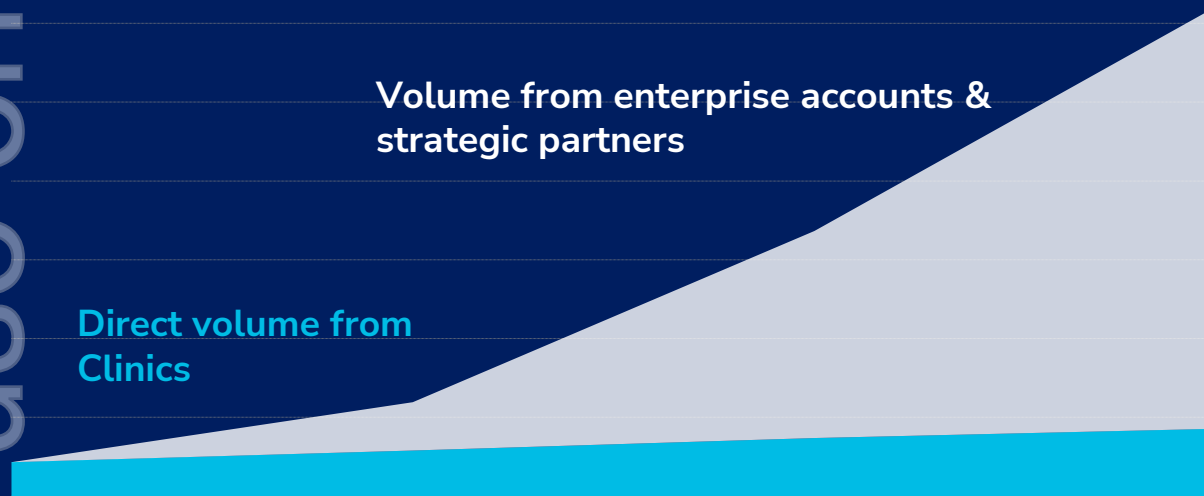 Volume from enterprise accounts &
strategic partners
Direct volume from
Clinics